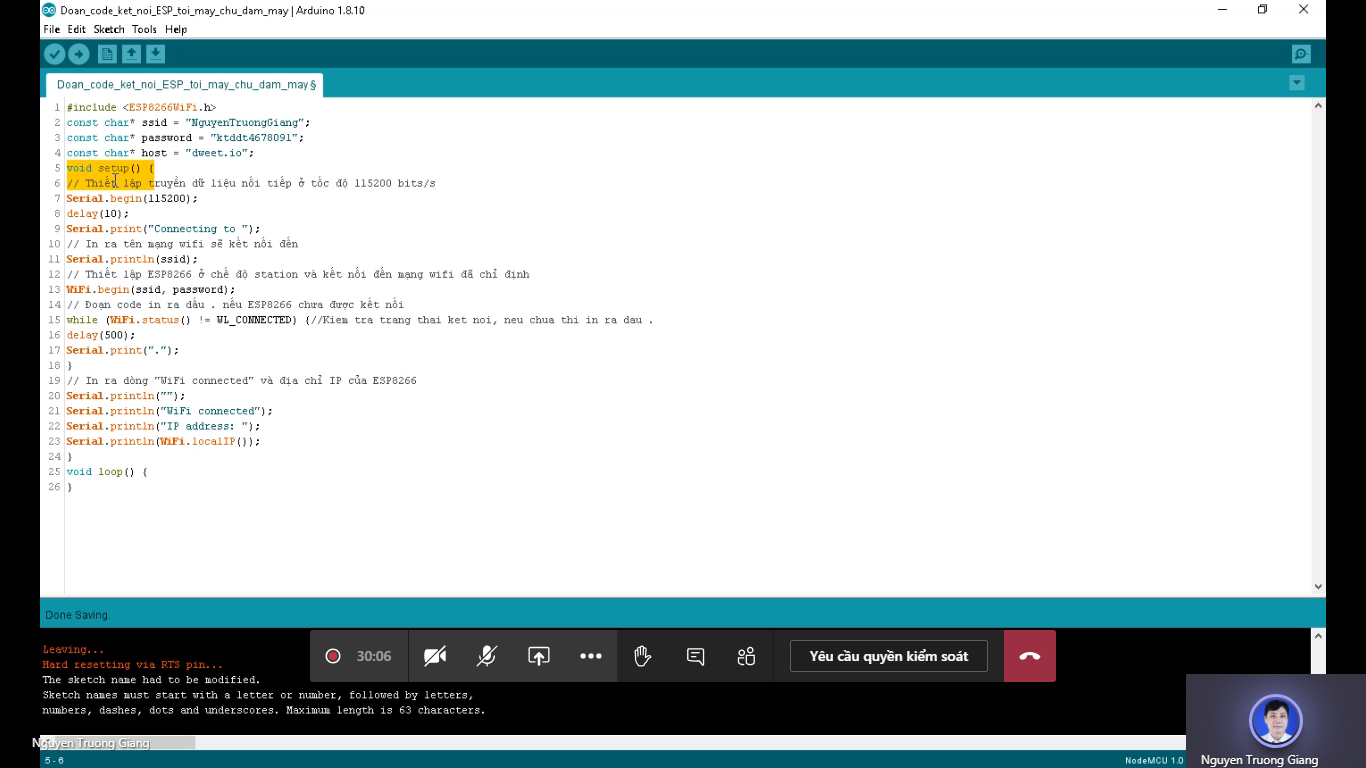 Doan_code_ket_noi_ESP_toi_may_chu_dam_may | Arduino 1.8.10
File Edit Sketch Tools Help
Doan_code_ket_noi_ESP_toi_may_chu_dam_may §
1 #include <ESP8266WiFi.h>
2 const char* ssid = "NguyenTruongGiang";
3 const char* password = "ktddt4678091";
4 const char* host = "dweet.io";
5 void setup() {
6 // Thiết lập truyền dữ liệu nối tiếp ở tốc độ 115200 bits/s
7 Serial.begin(115200);
8 delay(10);
9 Serial.print("Connecting to ");
10 // In ra tên mạng wifi sẽ kết nối đến
11 Serial.println(ssid);
12 // Thiết lập ESP8266 ở chế độ station và kết nối đến mạng wifi đã chỉ định
13 WiFi.begin(ssid, password);
14 // Đoạn code in ra dấu . nếu ESP8266 chưa được kết nối
15 while (WiFi.status() != WL_CONNECTED) {//Kiem tra trang thai ket noi, neu chua thi in ra dau .
16 delay(500);
17 Serial.print(".");
18 }
19 // In ra dòng "WiFi connected" và địa chỉ IP của ESP8266
20 Serial.println("");
21 Serial.println("WiFi connected");
22 Serial.println("IP address: ");
23 Serial.println(WiFi.localIP());
24 }
25 void loop() {
26 }
Done Saving.
Leaving...
Hard resetting via RTS pin...
The sketch name had to be modified.
Sketch names must start with a letter or number, followed by letters,
numbers, dashes, dots and underscores. Maximum length is 63 characters.
30:06
Yêu cầu quyền kiểm soát
Nguyen Truong Giang
5 - 6
NodeMCU 1.0
Nguyen Truong Giang